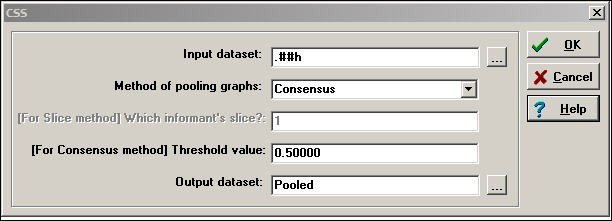 CSS
Input dataset: .##h ...
OK
Method of pooling graphs: Consensus
Cancel
[For Slice method] Which informant's slice?: 1
? Help
[For Consensus method] Threshold value: 0.50000
Output dataset: Pooled ...